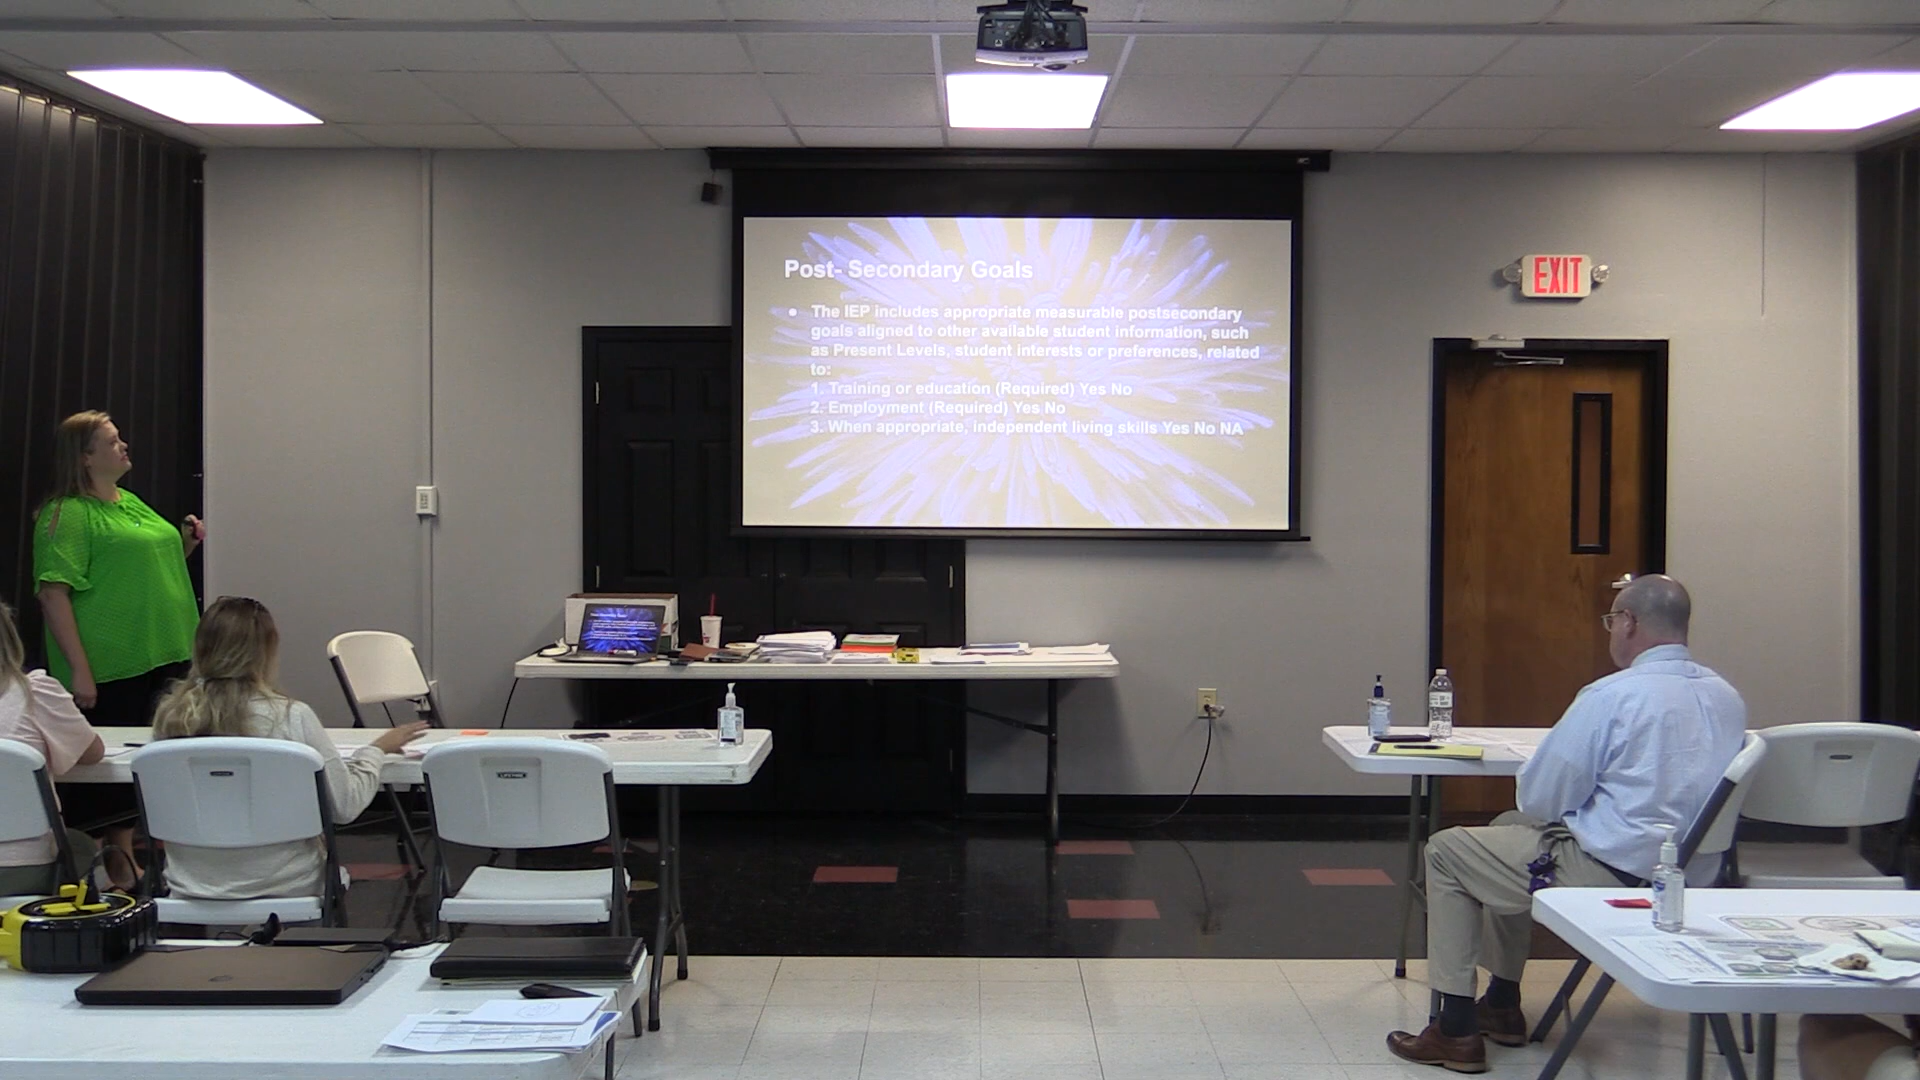 Post- Secondary Goals
● The IEP includes appropriate measurable postsecondary
goals aligned to other available student information, such
as Present Levels, student interests or preferences, related
to:
1. Training or education (Required) Yes No
2. Employment (Required) Yes No
3. When appropriate, independent living skills Yes No NA
EXIT
LIFETIME